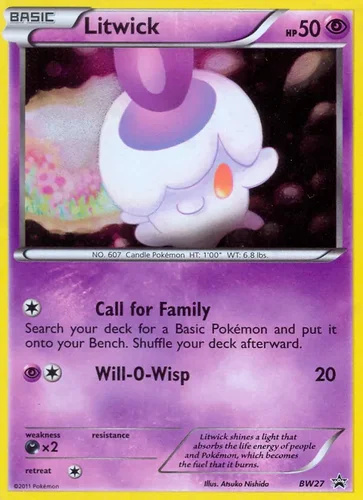 BASIC
Litwick
HP 50
NO. 607 Candle Pokémon HT: 1'00" WT: 6.8 lbs.
Call for Family
Search your deck for a Basic Pokémon and put it
onto your Bench. Shuffle your deck afterward.
Will-O-Wisp 20
weakness resistance
×2
retreat
Litwick shines a light that
absorbs the life energy of people
and Pokémon, which becomes
the fuel that it burns.
©2011 Pokémon
Illus. Atsuko Nishida
BW27
PROMO